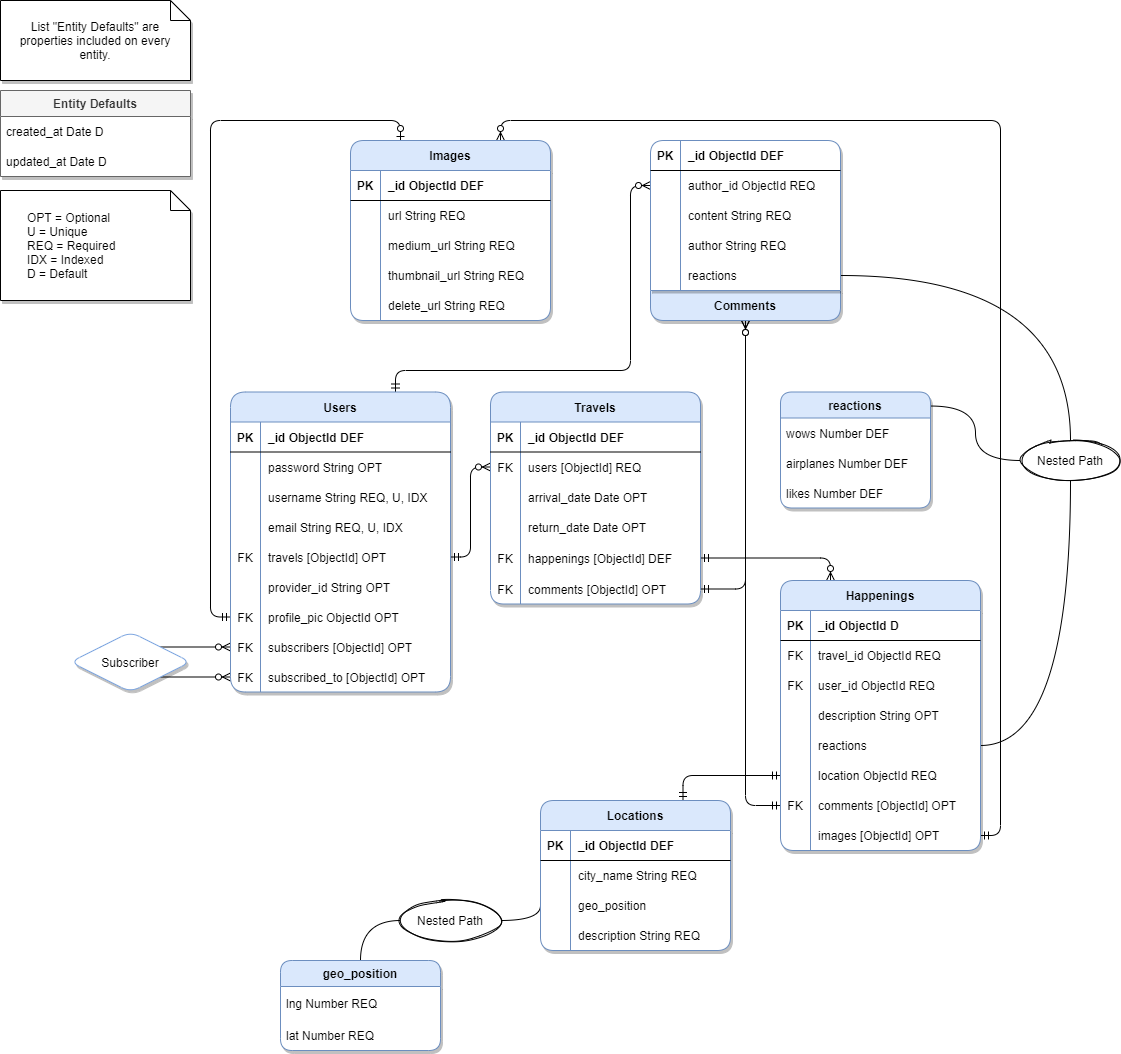 List "Entity Defaults" are
properties included on every
entity.
Entity Defaults
created_at Date D
updated_at Date D
OPT = Optional
U = Unique
REQ = Required
IDX = Indexed
D = Default
Images
PK _id ObjectId DEF
url String REQ
medium_url String REQ
thumbnail_url String REQ
delete_url String REQ
PK _id ObjectId DEF
author_id ObjectId REQ
content String REQ
author String REQ
reactions
Comments
Users
PK _id ObjectId DEF
password String OPT
username String REQ, U, IDX
email String REQ, U, IDX
FK travels [ObjectId] OPT
provider_id String OPT
FK profile_pic ObjectId OPT
FK subscribers [ObjectId] OPT
FK subscribed_to [ObjectId] OPT
Subscriber
Travels
PK _id ObjectId DEF
FK users [ObjectId] REQ
arrival_date Date OPT
return_date Date OPT
FK happenings [ObjectId] DEF
FK comments [ObjectId] OPT
reactions
wows Number DEF
airplanes Number DEF
likes Number DEF
Nested Path
Happenings
PK _id ObjectId D
FK travel_id ObjectId REQ
FK user_id ObjectId REQ
description String OPT
reactions
location ObjectId REQ
FK comments [ObjectId] OPT
images [ObjectId] OPT
Locations
PK _id ObjectId DEF
city_name String REQ
geo_position
description String REQ
Nested Path
geo_position
lng Number REQ
lat Number REQ